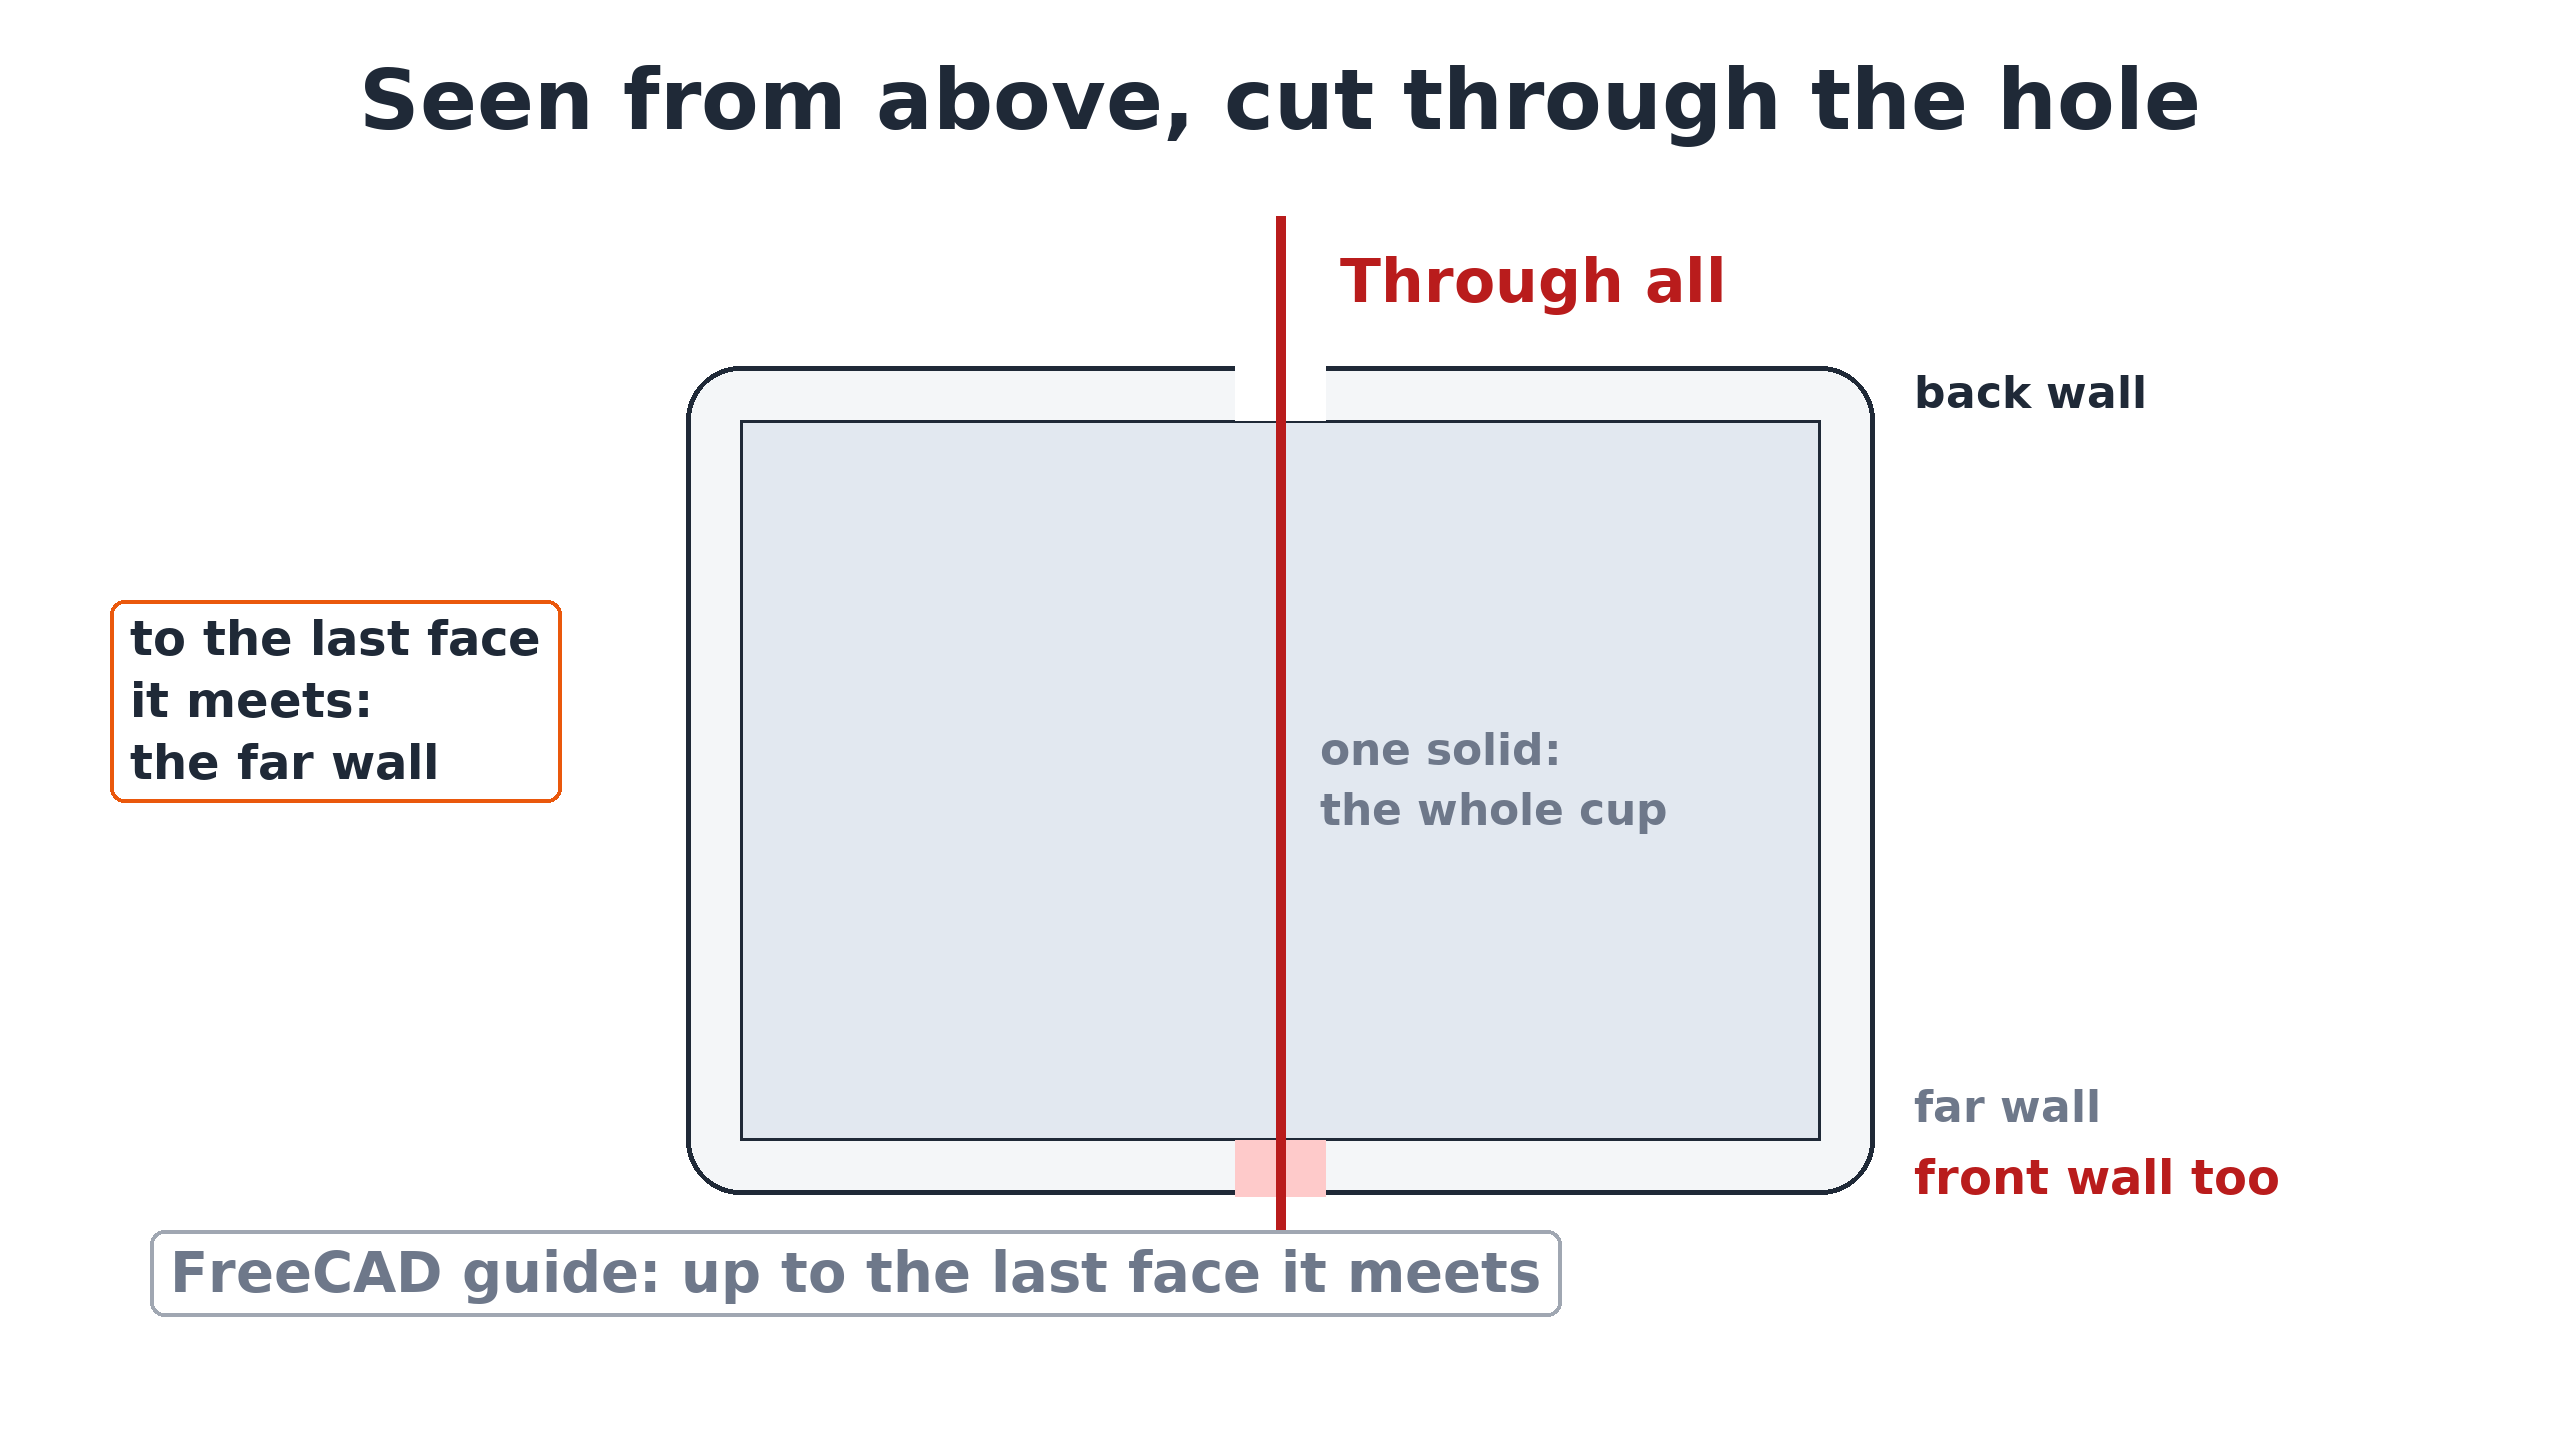 Seen from above, cut through the hole
Through all
back wall
to the last face
it meets:
the far wall
one solid:
the whole cup
far wall
front wall too
FreeCAD guide: up to the last face it meets